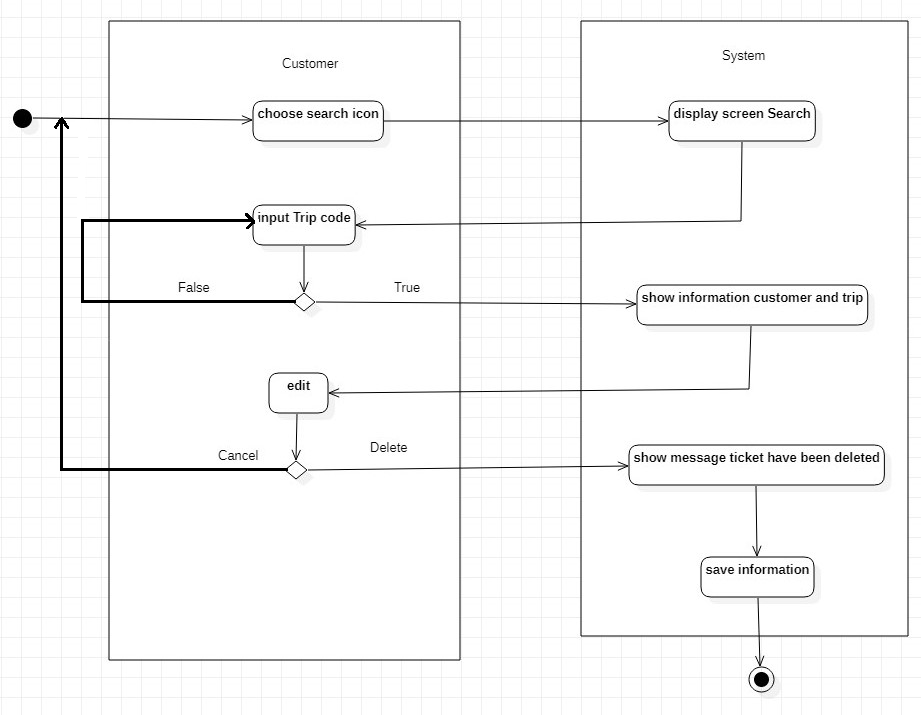 Customer
System
choose search icon
display screen Search
input Trip code
False
True
show information customer and trip
edit
Cancel
Delete
show message ticket have been deleted
save information